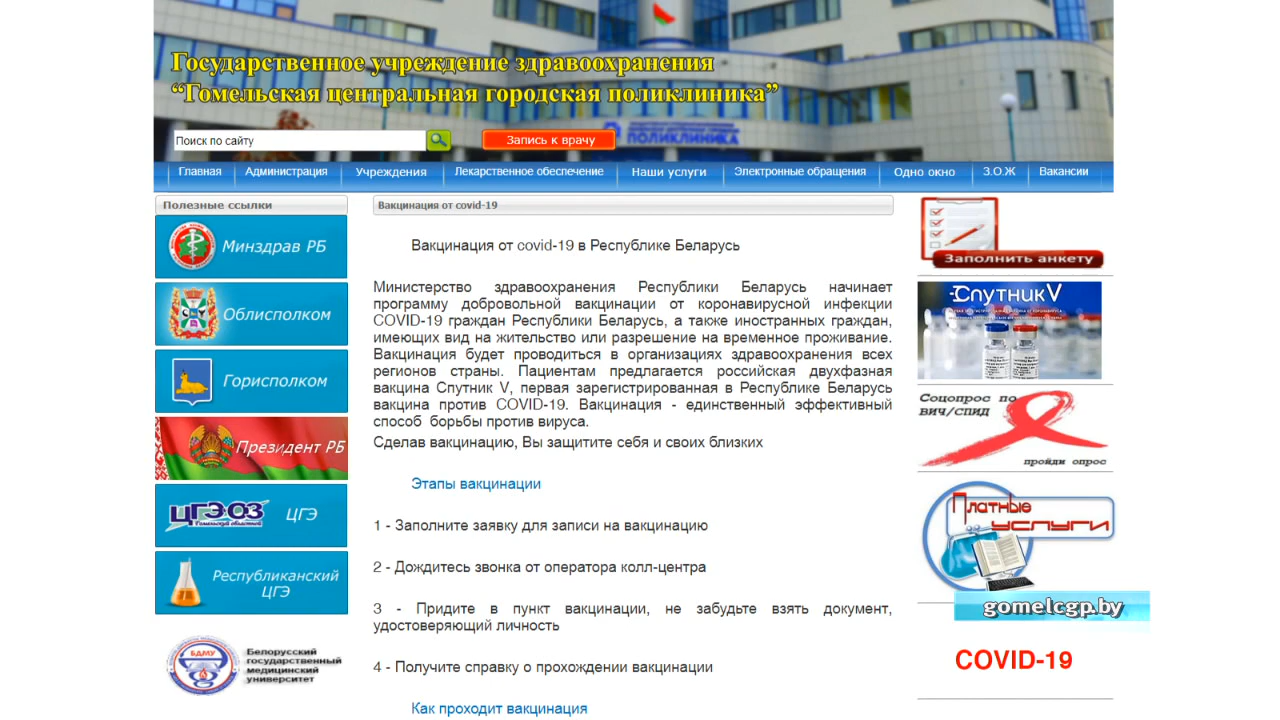 Государственное учреждение здравоохранения
“Гомельская центральная городская поликлиника”
Поиск по сайту
Запись к врачу
ПОЛИКЛИНИКА
Главная
Администрация
Учреждения
Лекарственное обеспечение
Наши услуги
Электронные обращения
Одно окно
З.О.Ж
Вакансии
Полезные ссылки
Минздрав РБ
Облисполком
Горисполком
Президент РБ
ЦГЭ-ОЗ
ЦГЭ
Республиканский
ЦГЭ
БДМУ
Белорусский
государственный
медицинский
университет
Вакцинация от covid-19
Вакцинация от covid-19 в Республике Беларусь
Министерство здравоохранения Республики Беларусь начинает
программу добровольной вакцинации от коронавирусной инфекции
COVID-19 граждан Республики Беларусь, а также иностранных граждан,
имеющих вид на жительство или разрешение на временное проживание.
Вакцинация будет проводиться в организациях здравоохранения всех
регионов страны. Пациентам предлагается российская двухфазная
вакцина Спутник V, первая зарегистрированная в Республике Беларусь
вакцина против COVID-19. Вакцинация - единственный эффективный
способ борьбы против вируса.
Сделав вакцинацию, Вы защитите себя и своих близких
Этапы вакцинации
1 - Заполните заявку для записи на вакцинацию
2 - Дождитесь звонка от оператора колл-центра
3 - Придите в пункт вакцинации, не забудьте взять документ,
удостоверяющий личность
4 - Получите справку о прохождении вакцинации
Как проходит вакцинация
Заполнить анкету
Спутник V
Соцопрос по
ВИЧ/СПИД
пройди опрос
Платные
услуги
gomelcgp.by
COVID-19